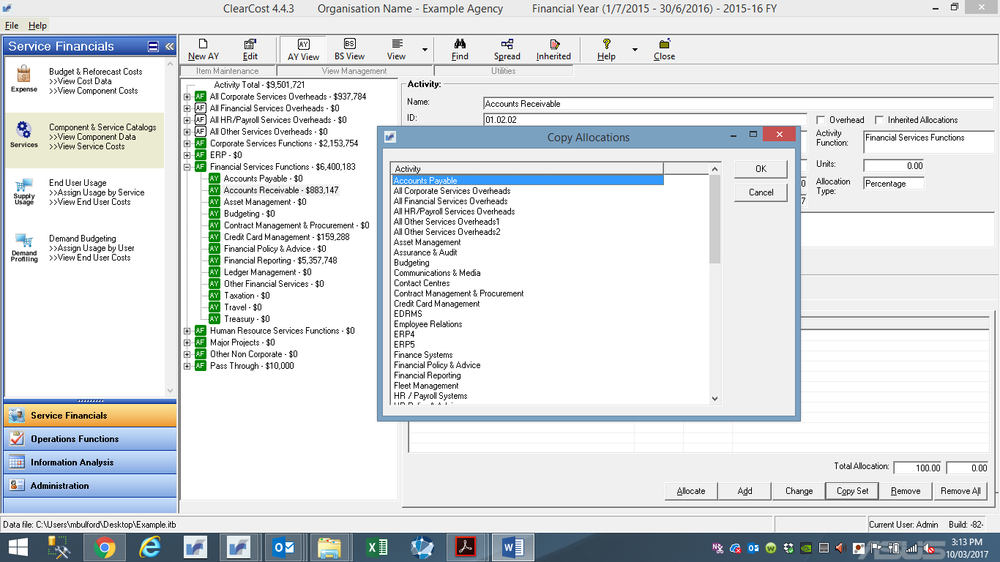 ClearCost 4.4.3 Organisation Name - Example Agency Financial Year (1/7/2015 - 30/6/2016) - 2015-16 FY
File Help
Service Financials
Expense
Budget & Reforecast Costs
>>View Cost Data
>>View Component Costs
Services
Component & Service Catalogs
>>View Component Data
>>View Service Costs
Supply Usage
End User Usage
>>Assign Usage by Service
>>View End User Costs
Demand Profiling
Demand Budgeting
>>Assign Usage by User
>>View End User Costs
Service Financials
Operations Functions
Information Analysis
Administration
New AY Edit AY View BS View View Find Spread Inherited Help Close
Item Maintenance View Management Utilities
Activity Total - $9,501,721
AF All Corporate Services Overheads - $937,784
AF All Financial Services Overheads - $0
AF All HR/Payroll Services Overheads - $0
AF All Other Services Overheads - $0
AF Corporate Services Functions - $2,153,754
AF ERP - $0
AF Financial Services Functions - $6,400,183
AY Accounts Payable - $0
AY Accounts Receivable - $883,147
AY Asset Management - $0
AY Budgeting - $0
AY Contract Management & Procurement - $0
AY Credit Card Management - $159,288
AY Financial Policy & Advice - $0
AY Financial Reporting - $5,357,748
AY Ledger Management - $0
AY Other Financial Services - $0
AY Taxation - $0
AY Travel - $0
AY Treasury - $0
AF Human Resource Services Functions - $0
AF Major Projects - $0
AF Other Non Corporate - $0
AF Pass Through - $10,000
Activity:
Name: Accounts Receivable
ID: 01.02.02
Overhead Inherited Allocations
Activity Function: Financial Services Functions
Units: 0.00
Allocation Type: Percentage
Copy Allocations
Activity
Accounts Payable
All Corporate Services Overheads
All Financial Services Overheads
All HR/Payroll Services Overheads
All Other Services Overheads1
All Other Services Overheads2
Asset Management
Assurance & Audit
Budgeting
Communications & Media
Contact Centres
Contract Management & Procurement
Credit Card Management
EDRMS
Employee Relations
ERP4
ERP5
Finance Systems
Financial Policy & Advice
Financial Reporting
Fleet Management
HR / Payroll Systems
OK
Cancel
Total Allocation: 100.00 0.00
Allocate Add Change Copy Set Remove Remove All
Data file: C:\Users\mbulford\Desktop\Example.itb
Current User: Admin Build: -82-
3:13 PM
10/03/2017